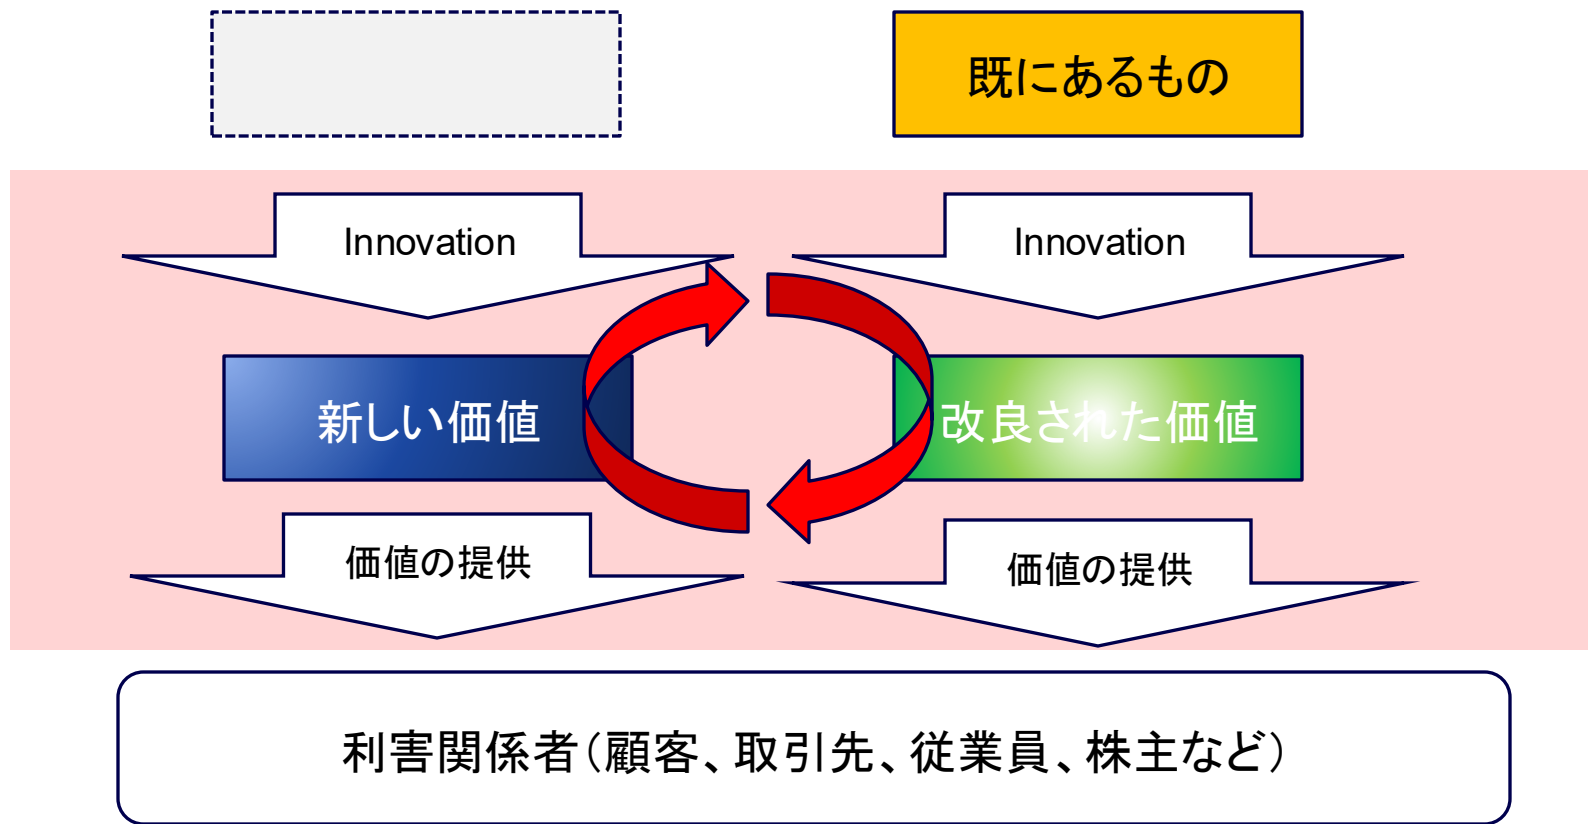 既にあるもの
Innovation
Innovation
新しい価値
改良された価値
価値の提供
価値の提供
利害関係者(顧客、取引先、従業員、株主など)